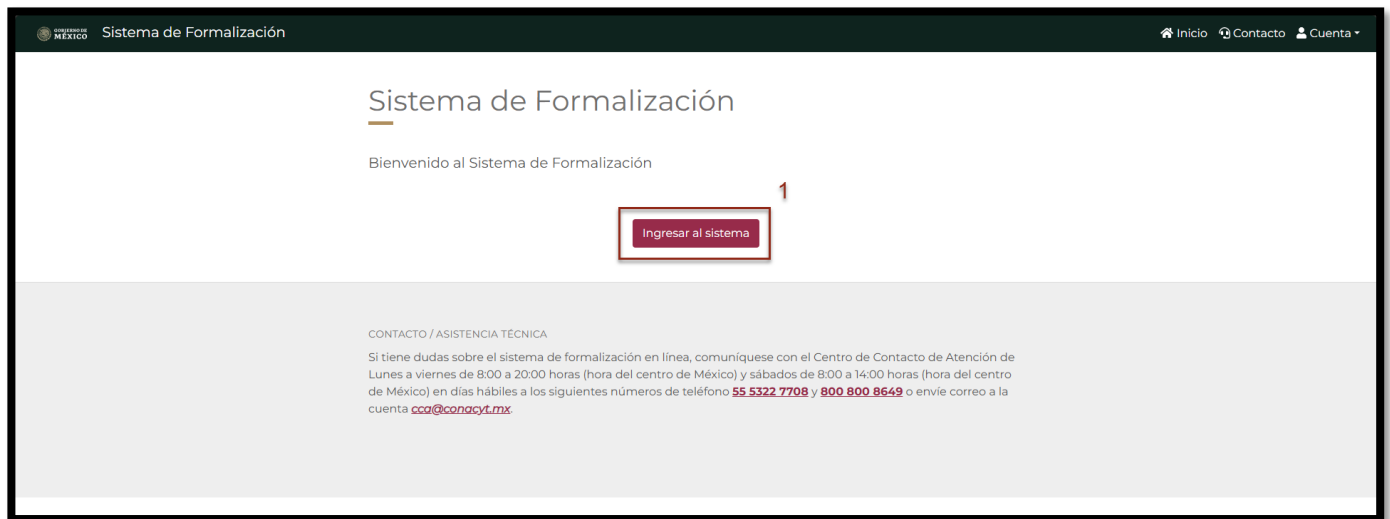 GOBIERNO DE
MÉXICO
Sistema de Formalización
Inicio
Contacto
Cuenta
Sistema de Formalización
Bienvenido al Sistema de Formalización
1
Ingresar al sistema
CONTACTO / ASISTENCIA TÉCNICA
Si tiene dudas sobre el sistema de formalización en línea, comuníquese con el Centro de Contacto de Atención de
Lunes a viernes de 8:00 a 20:00 horas (hora del centro de México) y sábados de 8:00 a 14:00 horas (hora del centro
de México) en días hábiles a los siguientes números de teléfono 55 5322 7708 y 800 800 8649 o envíe correo a la
cuenta cca@conacyt.mx.